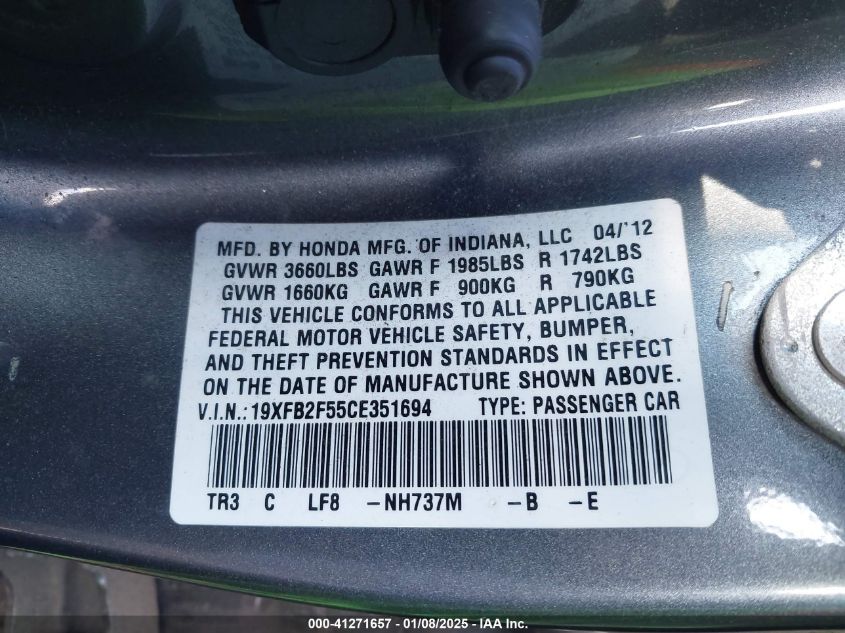 MFD. BY HONDA MFG. OF INDIANA, LLC 04/'12
GVWR 3660LBS GAWR F 1985LBS R 1742LBS
GVWR 1660KG GAWR F 900KG R 790KG
THIS VEHICLE CONFORMS TO ALL APPLICABLE
FEDERAL MOTOR VEHICLE SAFETY, BUMPER,
AND THEFT PREVENTION STANDARDS IN EFFECT
ON THE DATE OF MANUFACTURE SHOWN ABOVE.
V.I.N.: 19XFB2F55CE351694 TYPE: PASSENGER CAR
TR3 C LF8 -NH737M -B -E
000-41271657 - 01/08/2025 - IAA Inc.